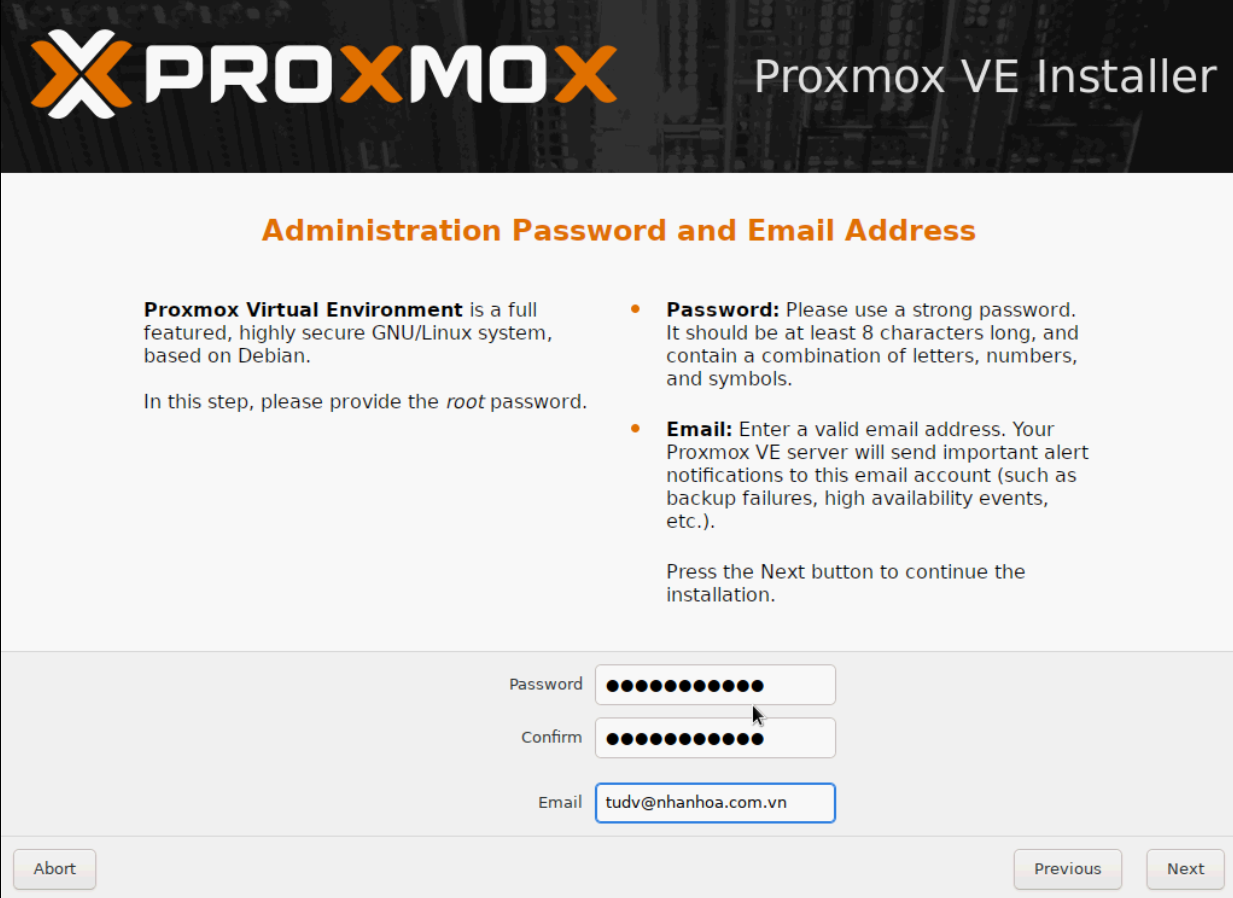 PROXMOX
Proxmox VE Installer
Administration Password and Email Address
Proxmox Virtual Environment is a full
featured, highly secure GNU/Linux system,
based on Debian.
In this step, please provide the root password.
Password: Please use a strong password.
It should be at least 8 characters long, and
contain a combination of letters, numbers,
and symbols.
Email: Enter a valid email address. Your
Proxmox VE server will send important alert
notifications to this email account (such as
backup failures, high availability events,
etc.).
Press the Next button to continue the
installation.
Password ●●●●●●●●●●●
Confirm ●●●●●●●●●●●
Email tudv@nhanhoa.com.vn
Abort Previous Next